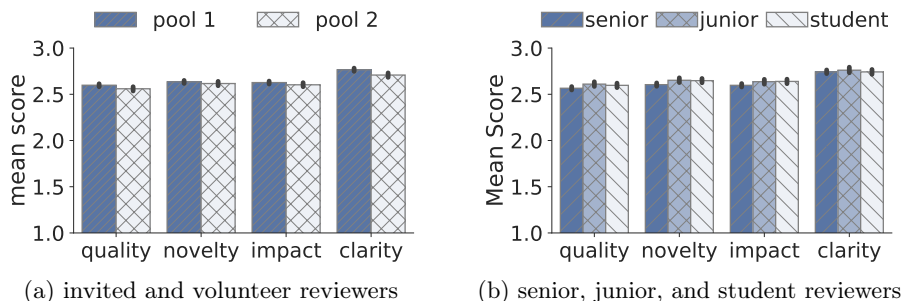 pool 1 pool 2
mean score
3.0
2.5
2.0
1.5
1.0
quality novelty impact clarity
(a) invited and volunteer reviewers
senior junior student
Mean Score
3.0
2.5
2.0
1.5
1.0
quality novelty impact clarity
(b) senior, junior, and student reviewers